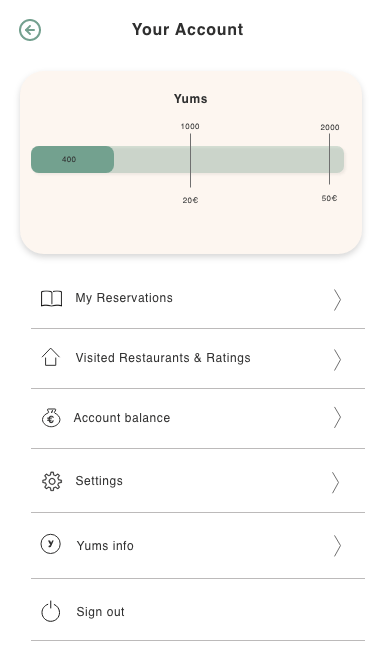 Your Account
Yums
1000 2000
400
20€ 50€
My Reservations
Visited Restaurants & Ratings
€ Account balance
Settings
y Yums info
Sign out